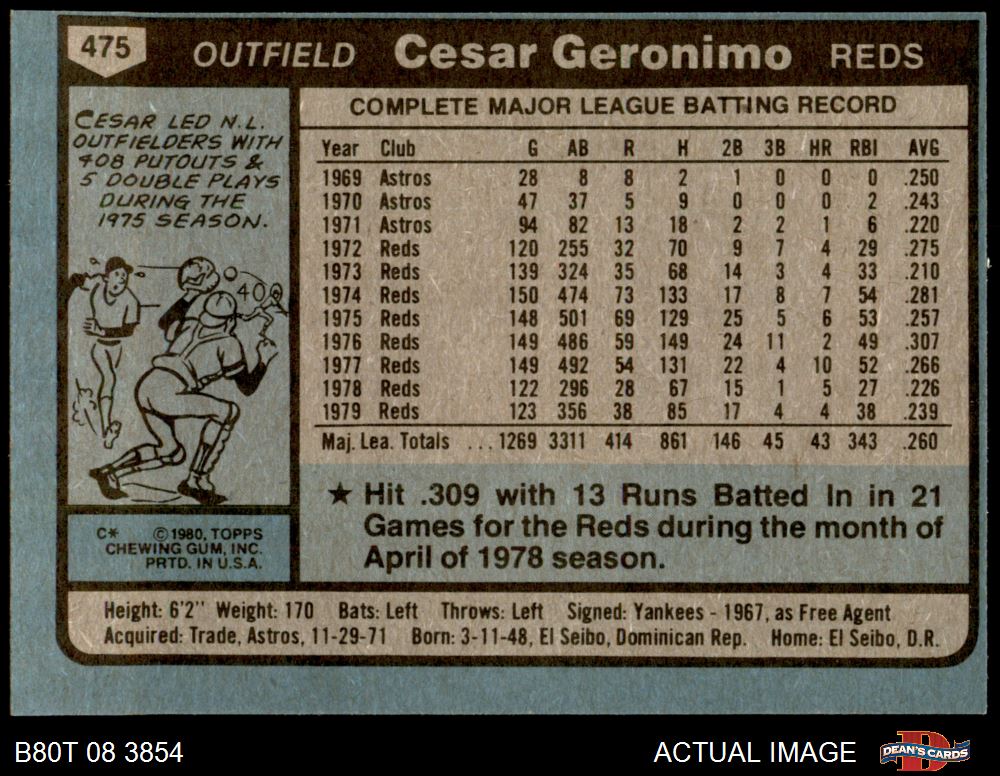 475 OUTFIELD Cesar Geronimo REDS
CESAR LED N.L.
OUTFIELDERS WITH
408 PUTOUTS &
5 DOUBLE PLAYS
DURING THE
1975 SEASON.
408
C* ©1980, TOPPS
CHEWING GUM, INC.
PRTD. IN U.S.A.
COMPLETE MAJOR LEAGUE BATTING RECORD
Year Club G AB R H 2B 3B HR RBI AVG
1969 Astros 28 8 8 2 1 0 0 0 .250
1970 Astros 47 37 5 9 0 0 0 2 .243
1971 Astros 94 82 13 18 2 2 1 6 .220
1972 Reds 120 255 32 70 9 7 4 29 .275
1973 Reds 139 324 35 68 14 3 4 33 .210
1974 Reds 150 474 73 133 17 8 7 54 .281
1975 Reds 148 501 69 129 25 5 6 53 .257
1976 Reds 149 486 59 149 24 11 2 49 .307
1977 Reds 149 492 54 131 22 4 10 52 .266
1978 Reds 122 296 28 67 15 1 5 27 .226
1979 Reds 123 356 38 85 17 4 4 38 .239
Maj. Lea. Totals ... 1269 3311 414 861 146 45 43 343 .260
★ Hit .309 with 13 Runs Batted In in 21
Games for the Reds during the month of
April of 1978 season.
Height: 6'2" Weight: 170 Bats: Left Throws: Left Signed: Yankees - 1967, as Free Agent
Acquired: Trade, Astros, 11-29-71 Born: 3-11-48, El Seibo, Dominican Rep. Home: El Seibo, D.R.
B80T 08 3854 ACTUAL IMAGE D DEAN'S CARDS